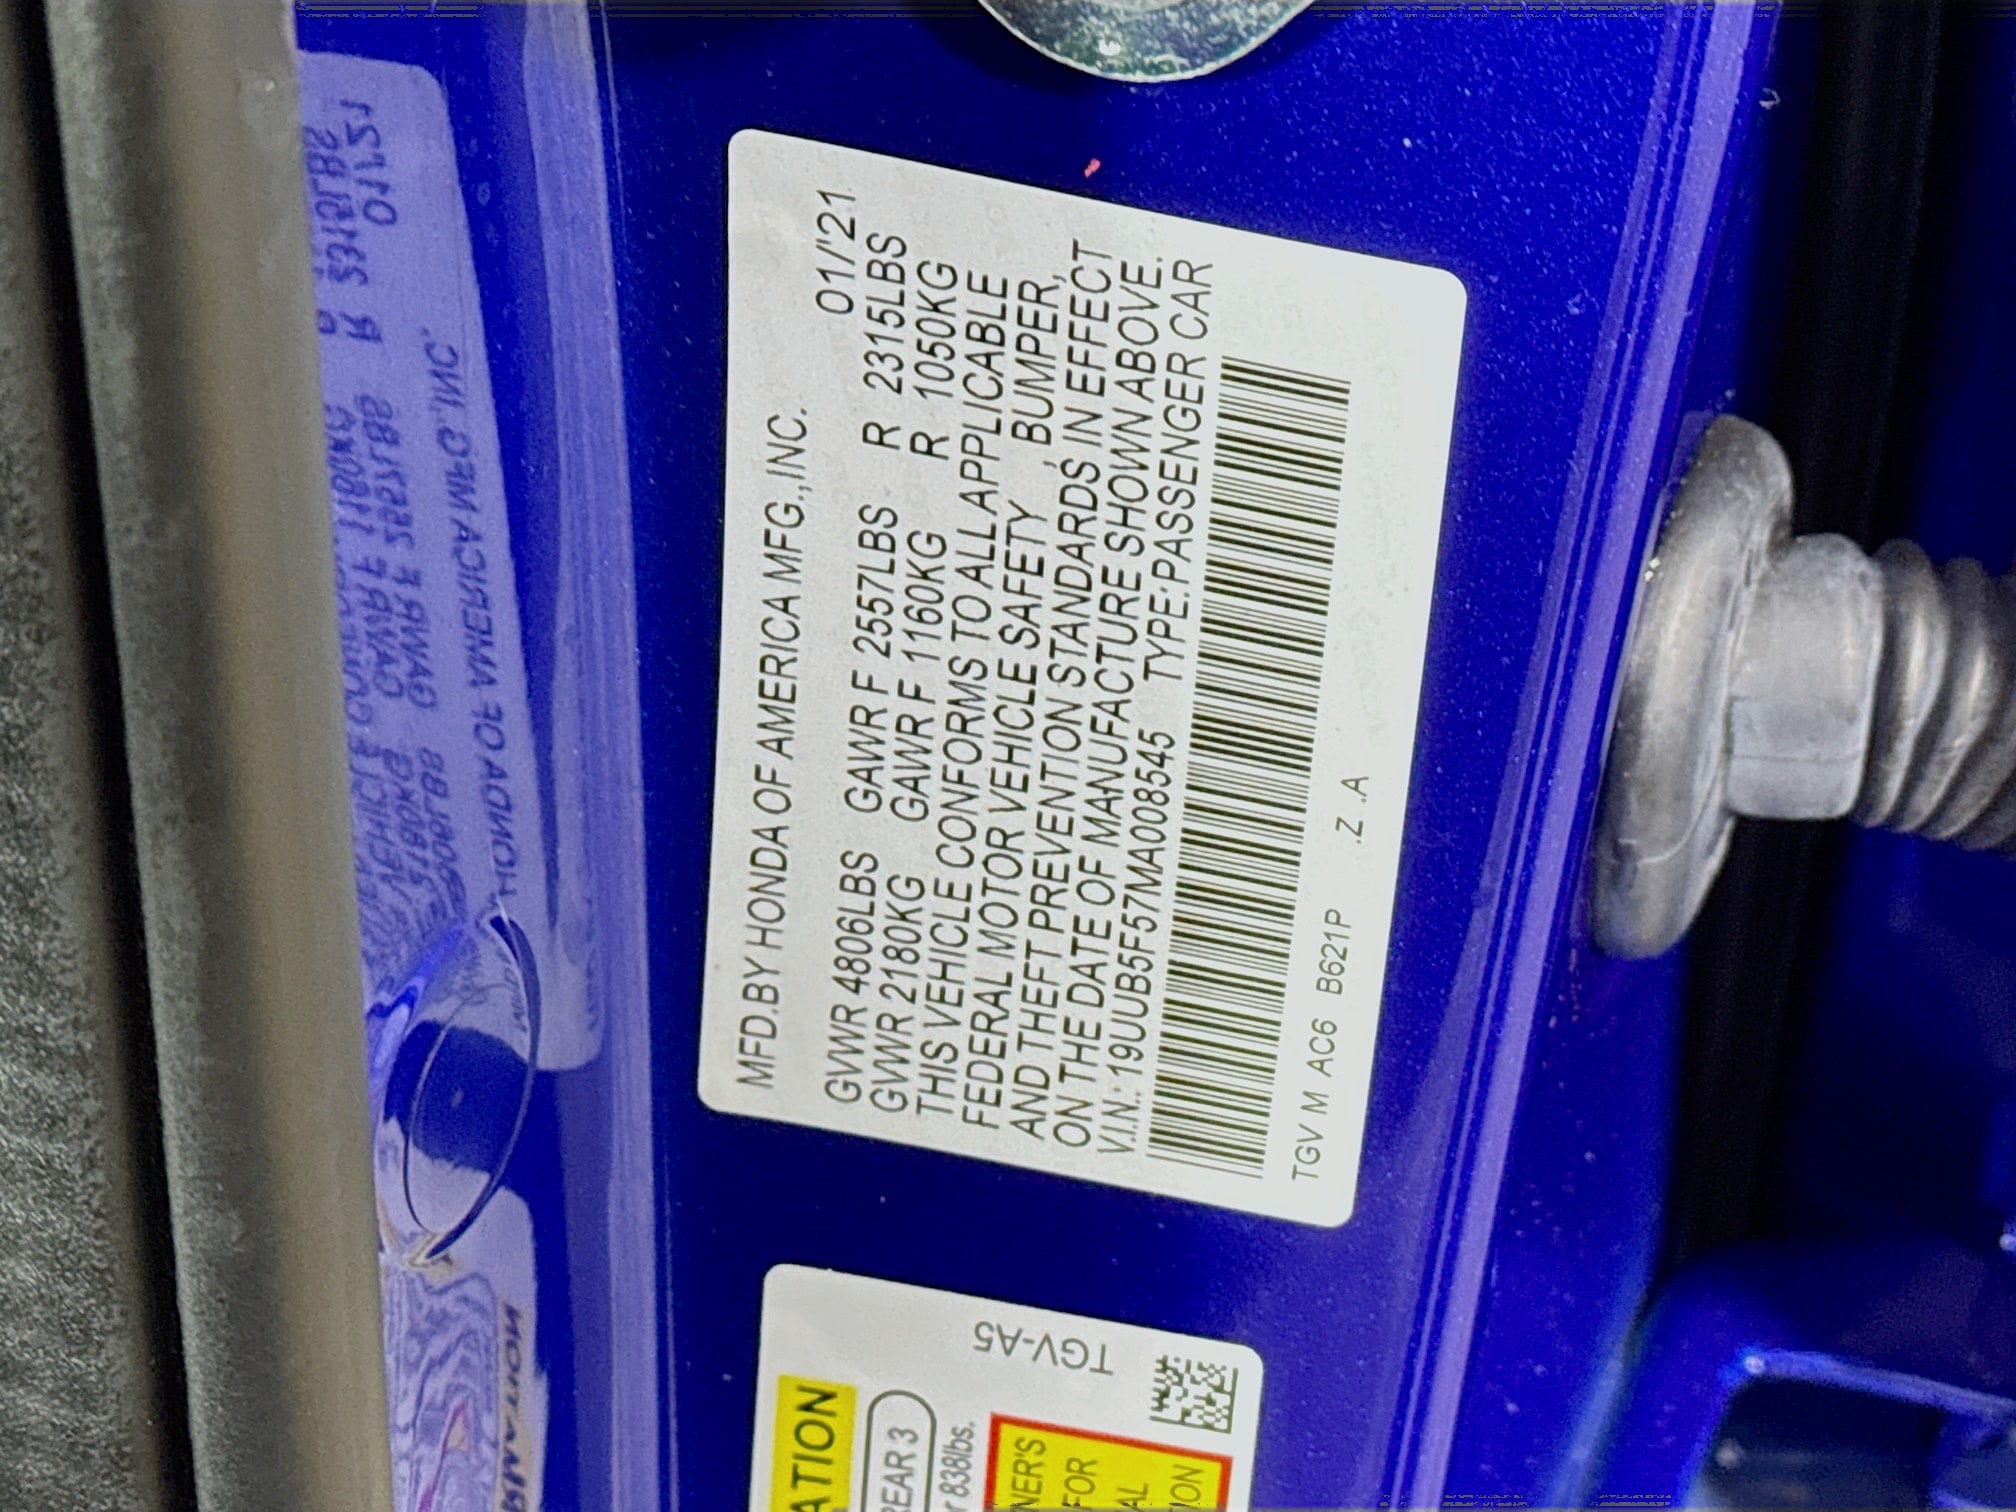 MFD.BY HONDA OF AMERICA MFG.,INC.
01/'21
GVWR 4806LBS GAWR F 2557LBS R 2315LBS
GVWR 2180KG GAWR F 1160KG R 1050KG
THIS VEHICLE CONFORMS TO ALL APPLICABLE
FEDERAL MOTOR VEHICLE SAFETY , BUMPER,
AND THEFT PREVENTION STANDARDS IN EFFECT
ON THE DATE OF MANUFACTURE SHOWN ABOVE.
V.I.N.: 19UUB5F57MA008545 TYPE:PASSENGER CAR
TGV M AC6 B621P .Z .A
TGV-A5
REAR 3
838lbs.
FOR